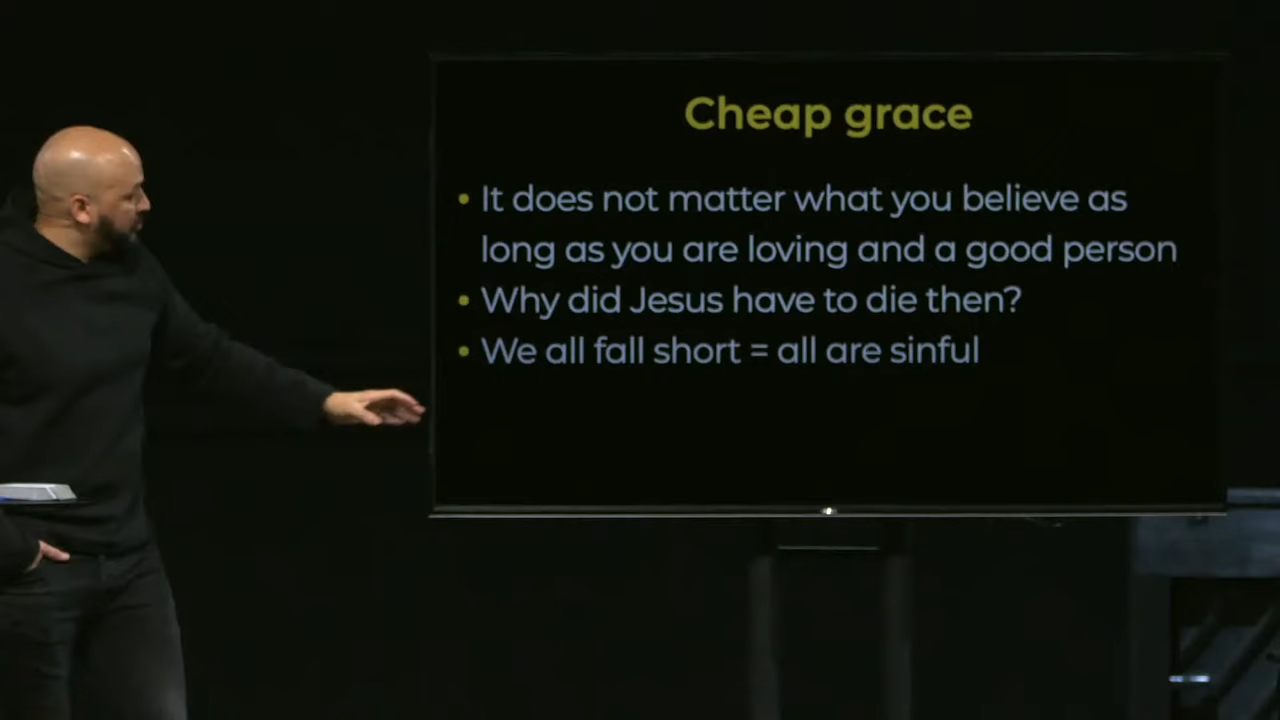 Cheap grace
• It does not matter what you believe as
long as you are loving and a good person
• Why did Jesus have to die then?
• We all fall short = all are sinful